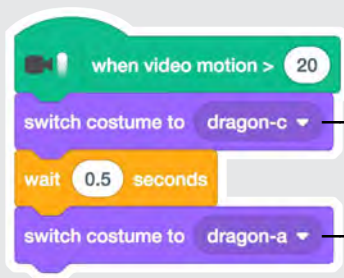 when video motion > 20
switch costume to dragon-c
wait 0.5 seconds
switch costume to dragon-a